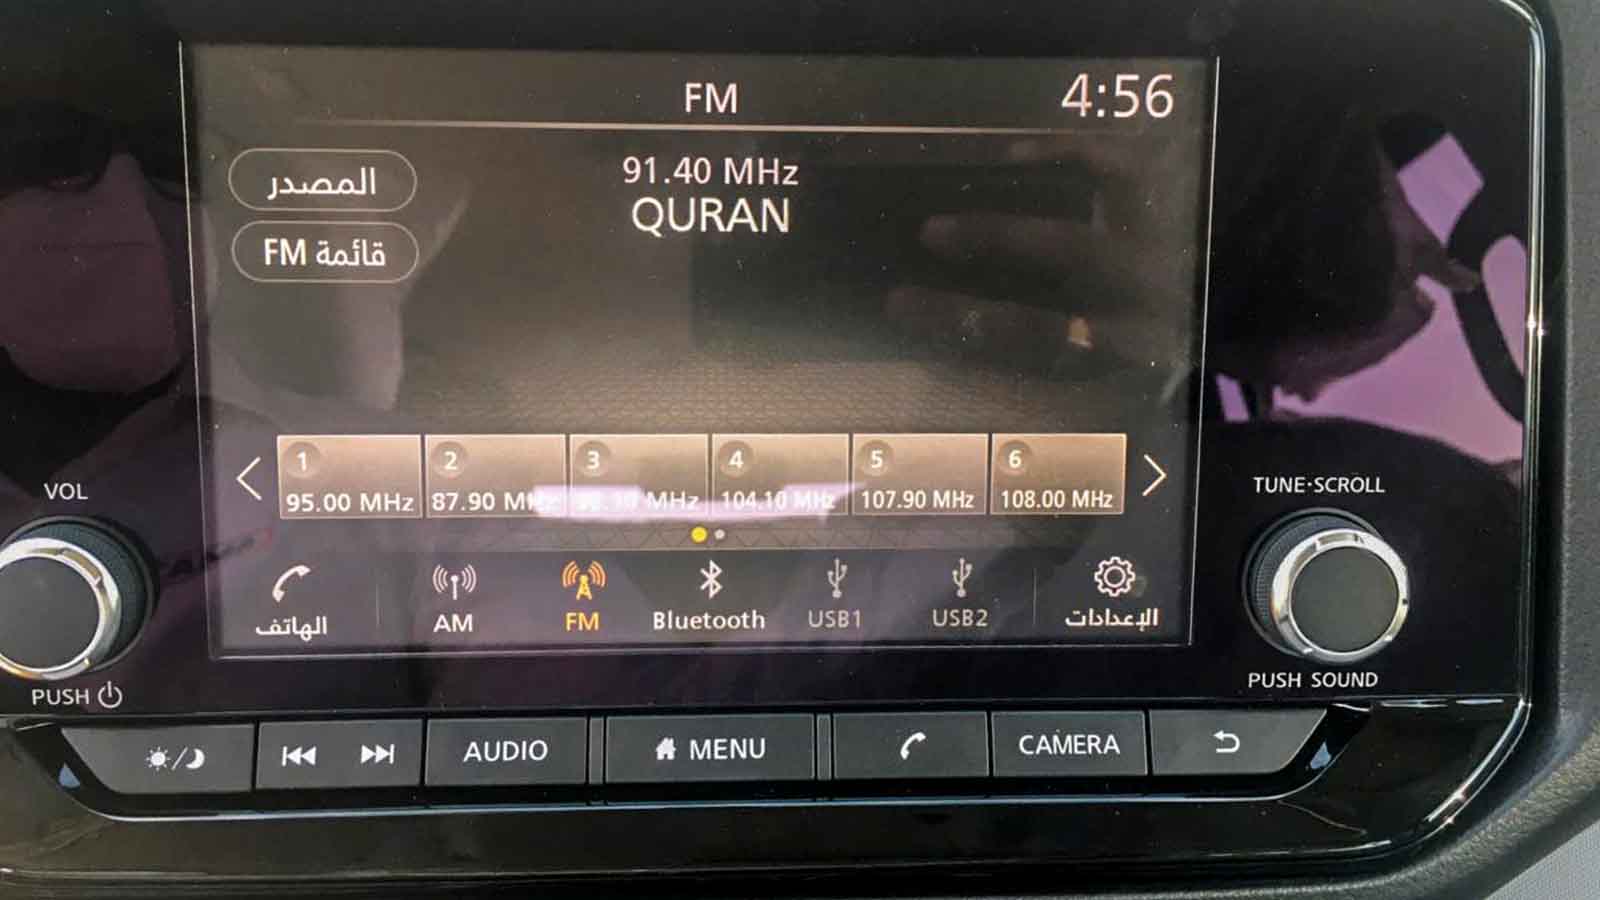 FM
4:56
المصدر
91.40 MHz
QURAN
قائمة FM
1
2
3
4
5
6
95.00 MHz
87.90 MHz
MHz
104.10 MHz
107.90 MHz
108.00 MHz
VOL
TUNE·SCROLL
الهاتف
AM
FM
Bluetooth
USB1
USB2
الإعدادات
PUSH
PUSH SOUND
AUDIO
MENU
CAMERA